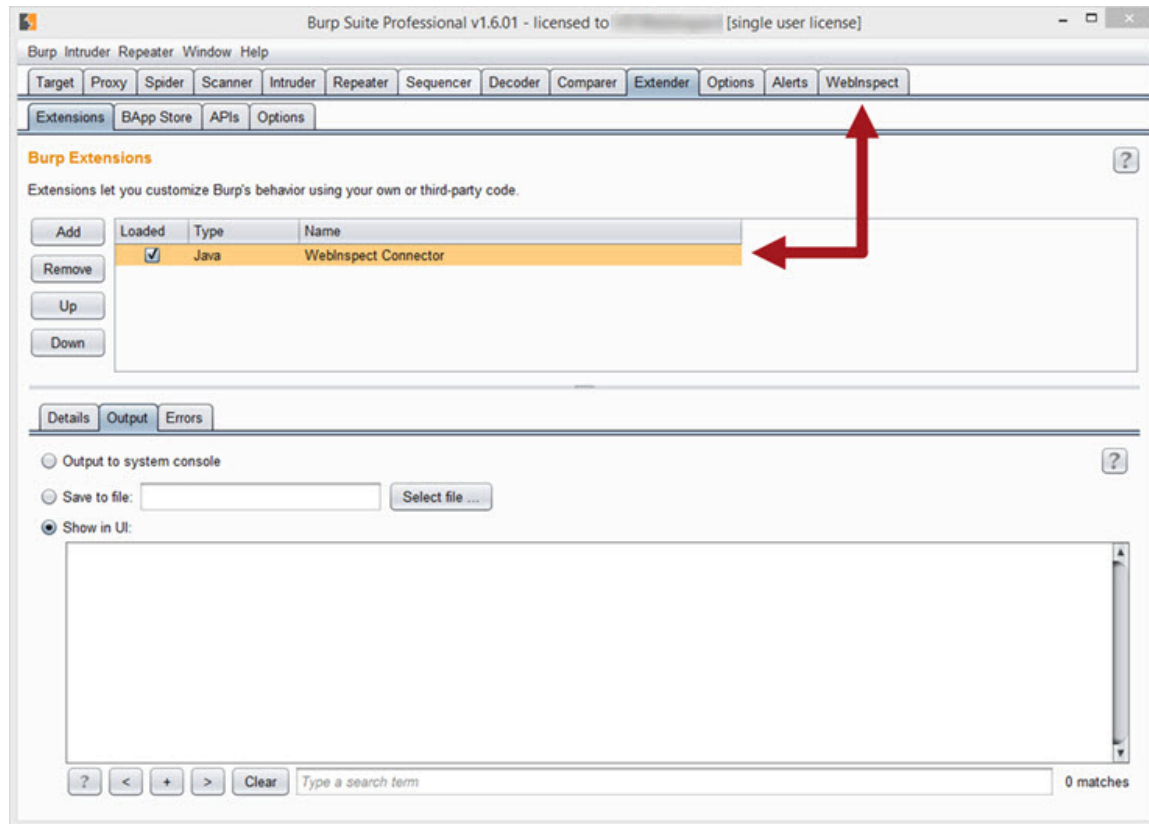 Burp Suite Professional v1.6.01 - licensed to [single user license]
Burp Intruder Repeater Window Help
Target Proxy Spider Scanner Intruder Repeater Sequencer Decoder Comparer Extender Options Alerts WebInspect
Extensions BApp Store APIs Options
Burp Extensions
?
Extensions let you customize Burp's behavior using your own or third-party code.
Add
Remove
Up
Down
Loaded Type Name
Java WebInspect Connector
Details Output Errors
Output to system console
?
Save to file: Select file ...
Show in UI:
? < + > Clear Type a search term 0 matches